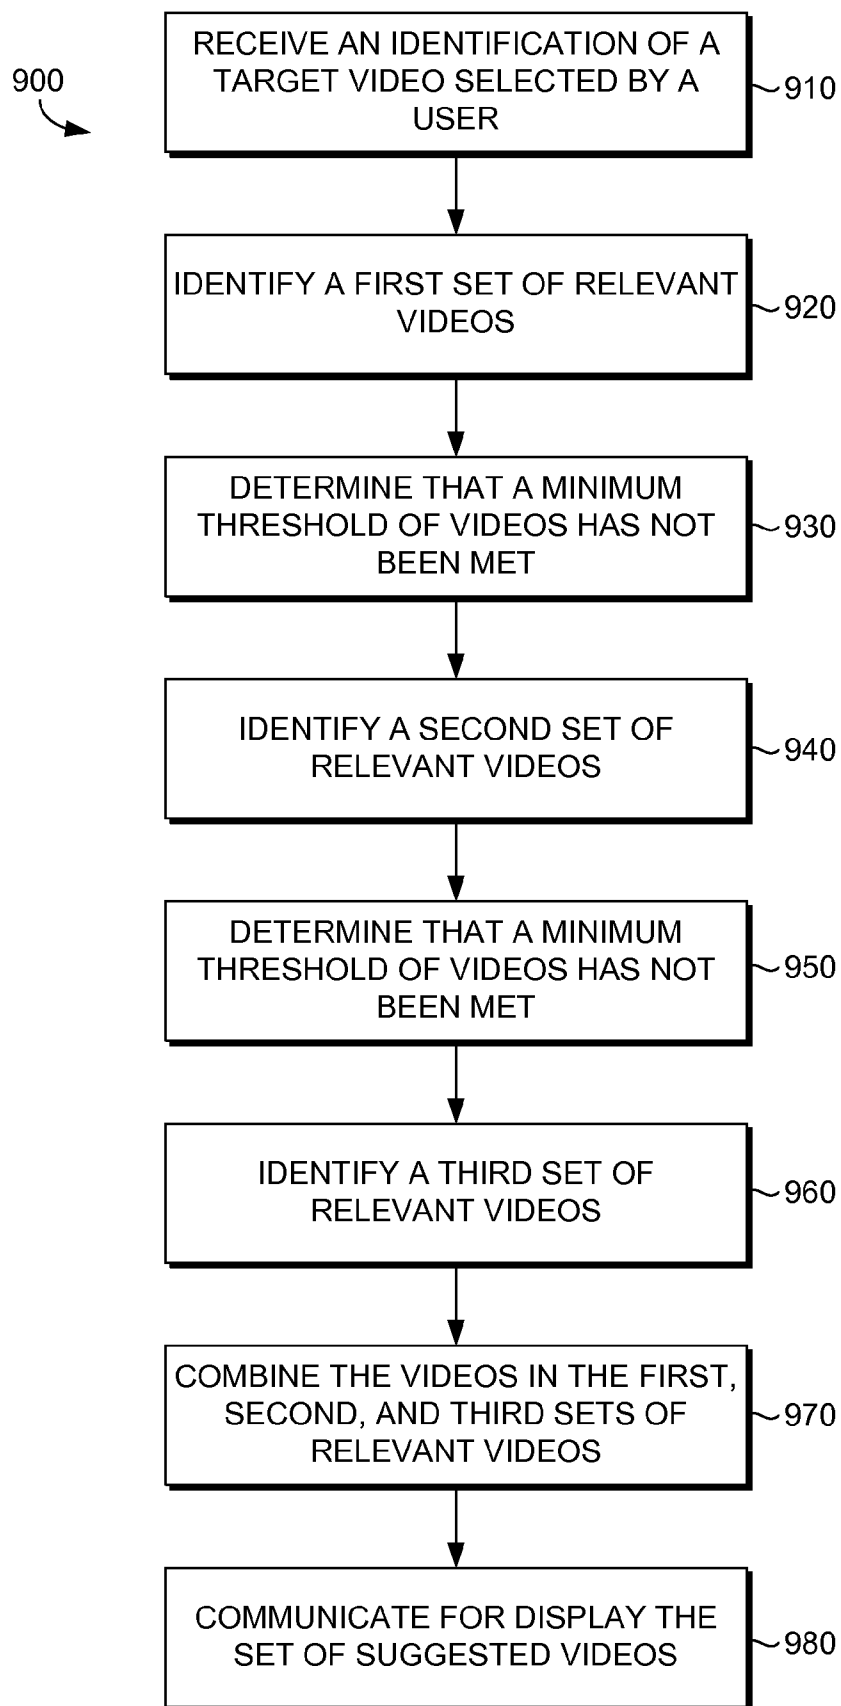 900
RECEIVE AN IDENTIFICATION OF A
TARGET VIDEO SELECTED BY A
USER
910
IDENTIFY A FIRST SET OF RELEVANT
VIDEOS
920
DETERMINE THAT A MINIMUM
THRESHOLD OF VIDEOS HAS NOT
BEEN MET
930
IDENTIFY A SECOND SET OF
RELEVANT VIDEOS
940
DETERMINE THAT A MINIMUM
THRESHOLD OF VIDEOS HAS NOT
BEEN MET
950
IDENTIFY A THIRD SET OF
RELEVANT VIDEOS
960
COMBINE THE VIDEOS IN THE FIRST,
SECOND, AND THIRD SETS OF
RELEVANT VIDEOS
970
COMMUNICATE FOR DISPLAY THE
SET OF SUGGESTED VIDEOS
980